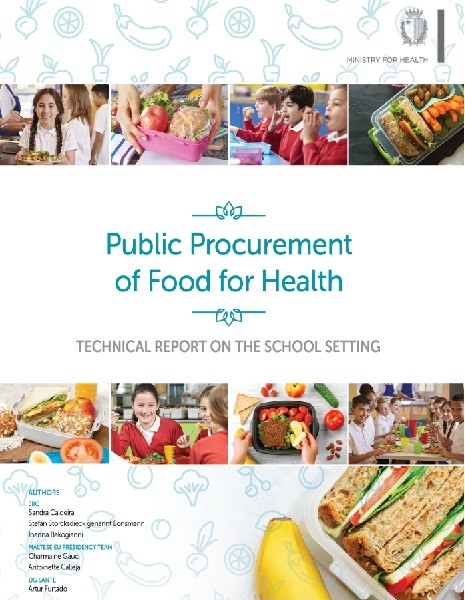 MINISTRY FOR HEALTH
Public Procurement
of Food for Health
TECHNICAL REPORT ON THE SCHOOL SETTING
AUTHORS
JRC
Sandra Caldeira
Stefan Storcksdieck genannt Bonsmann
Ioanna Bakogianni
MALTESE EU PRESIDENCY TEAM
Charmaine Gauci
Antoinette Calleja
DG SANTE
Artur Furtado